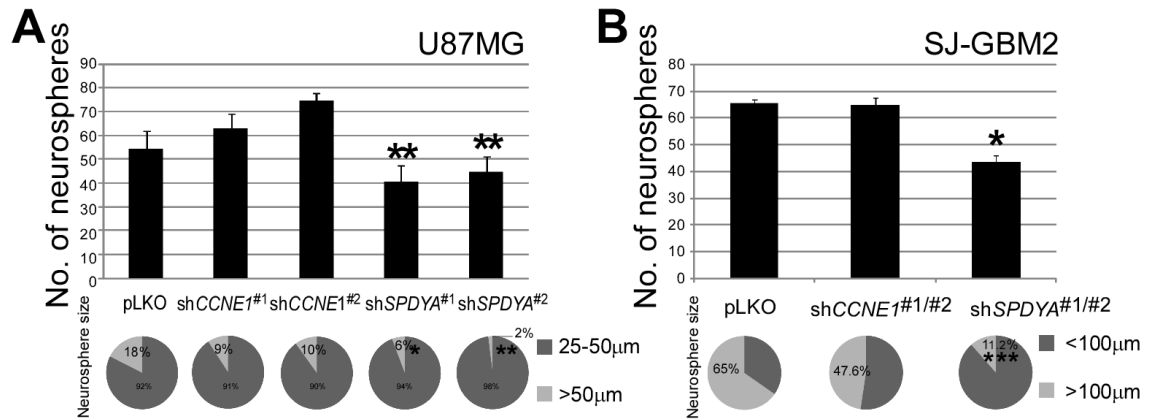 A
U87MG
No. of neurospheres
90
80
70
60
50
40
30
20
10
0
**
**
pLKO
shCCNE1#1
shCCNE1#2
shSPDYA#1
shSPDYA#2
Neurosphere size
18%
92%
9%
91%
10%
90%
6%
*
94%
2%
**
98%
25-50µm
>50µm
B
SJ-GBM2
No. of neurospheres
80
70
60
50
40
30
20
10
0
*
pLKO
shCCNE1#1/#2
shSPDYA#1/#2
Neurosphere size
65%
47.6%
11.2%
***
<100µm
>100µm